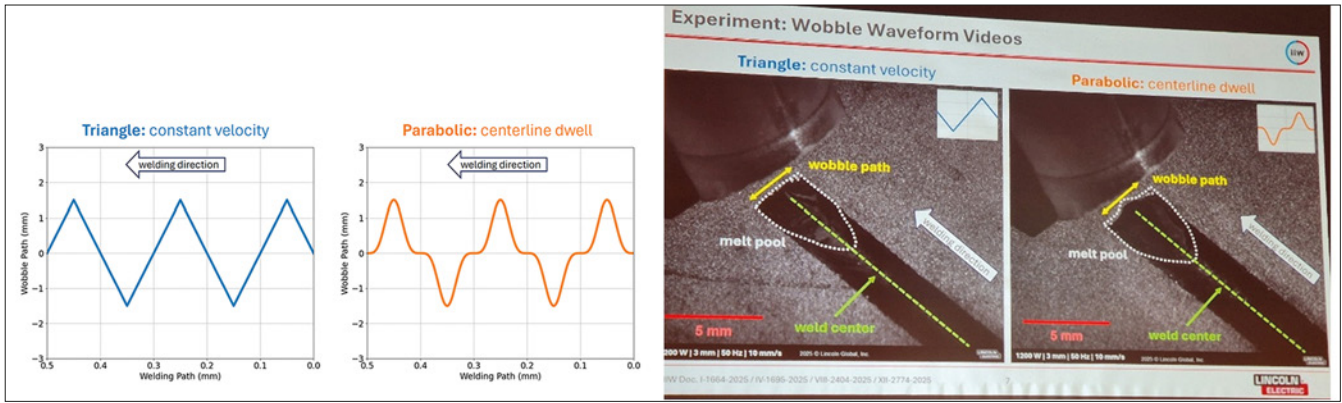 Triangle: constant velocity
welding direction
3
2
1
0
−1
−2
−3
0.5
0.4
0.3
0.2
0.1
0.0
Wobble Path (mm)
Welding Path (mm)
Parabolic: centerline dwell
welding direction
3
2
1
0
−1
−2
−3
0.5
0.4
0.3
0.2
0.1
0.0
Wobble Path (mm)
Welding Path (mm)
Experiment: Wobble Waveform Videos
iiw
Triangle: constant velocity
wobble path
melt pool
welding direction
weld center
5 mm
200 W | 3 mm | 50 Hz | 10 mm/s
2025 © Lincoln Global, Inc.
Parabolic: centerline dwell
wobble path
melt pool
welding direction
weld center
5 mm
1200 W | 3 mm | 50 Hz | 10 mm/s
2025 © Lincoln Global, Inc.
IIW Doc. I-1664-2025 / IV-1695-2025 / VIII-2404-2025 / XII-2774-2025
7
LINCOLN
ELECTRIC